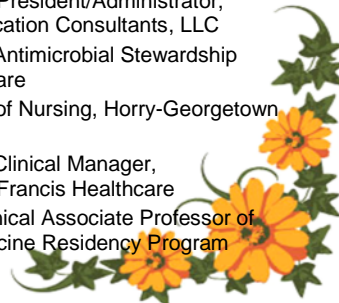 President/Administrator,
cation Consultants, LLC
Antimicrobial Stewardship
are
of Nursing, Horry-Georgetown
Clinical Manager,
Francis Healthcare
nical Associate Professor of
cine Residency Program